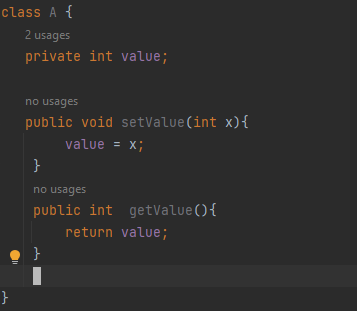 class A {
2 usages
private int value;
no usages
public void setValue(int x){
value = x;
}
no usages
public int  getValue(){
return value;
}
}